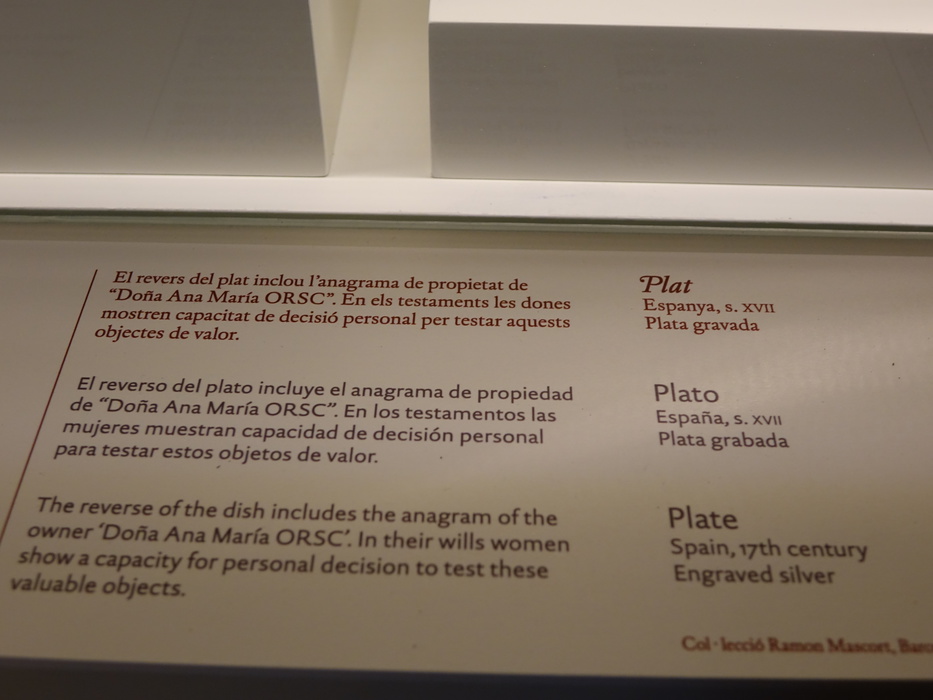 El revers del plat inclou l'anagrama de propietat de
“Doña Ana María ORSC”. En els testaments les dones
mostren capacitat de decisió personal per testar aquests
objectes de valor.
Plat
Espanya, s. XVII
Plata gravada
El reverso del plato incluye el anagrama de propiedad
de “Doña Ana María ORSC”. En los testamentos las
mujeres muestran capacidad de decisión personal
para testar estos objetos de valor.
Plato
España, s. XVII
Plata grabada
The reverse of the dish includes the anagram of the
owner ‘Doña Ana María ORSC’. In their wills women
show a capacity for personal decision to test these
valuable objects.
Plate
Spain, 17th century
Engraved silver
Col·lecció Ramon Mascort,